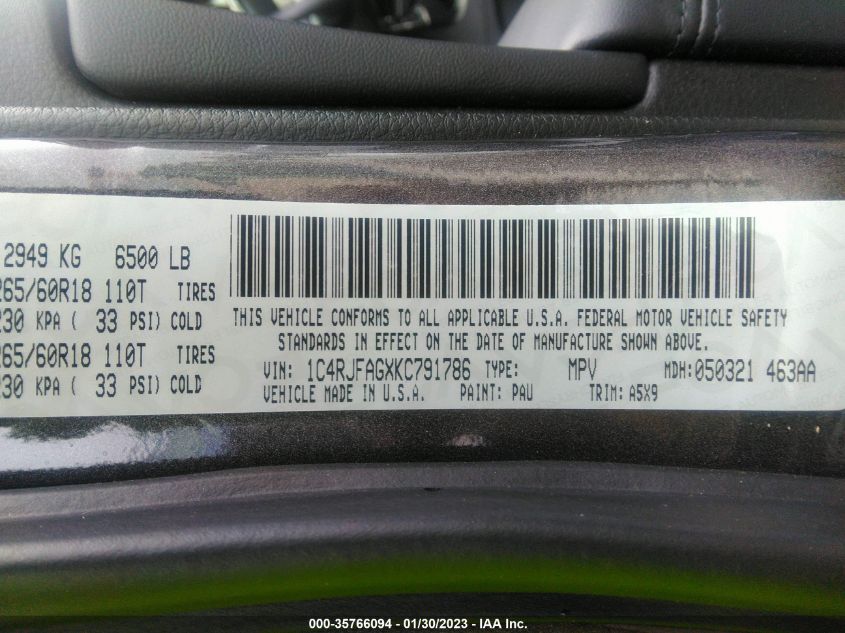 2949 KG 6500 LB
265/60R18 110T TIRES
230 KPA ( 33 PSI) COLD
265/60R18 110T TIRES
230 KPA ( 33 PSI) COLD
THIS VEHICLE CONFORMS TO ALL APPLICABLE U.S.A. FEDERAL MOTOR VEHICLE SAFETY
STANDARDS IN EFFECT ON THE DATE OF MANUFACTURE SHOWN ABOVE.
VIN: 1C4RJFAGXKC791786 TYPE: MPV MDH:050321 463AA
VEHICLE MADE IN U.S.A. PAINT: PAU TRIM: A5X9
000-35766094 - 01/30/2023 - IAA Inc.